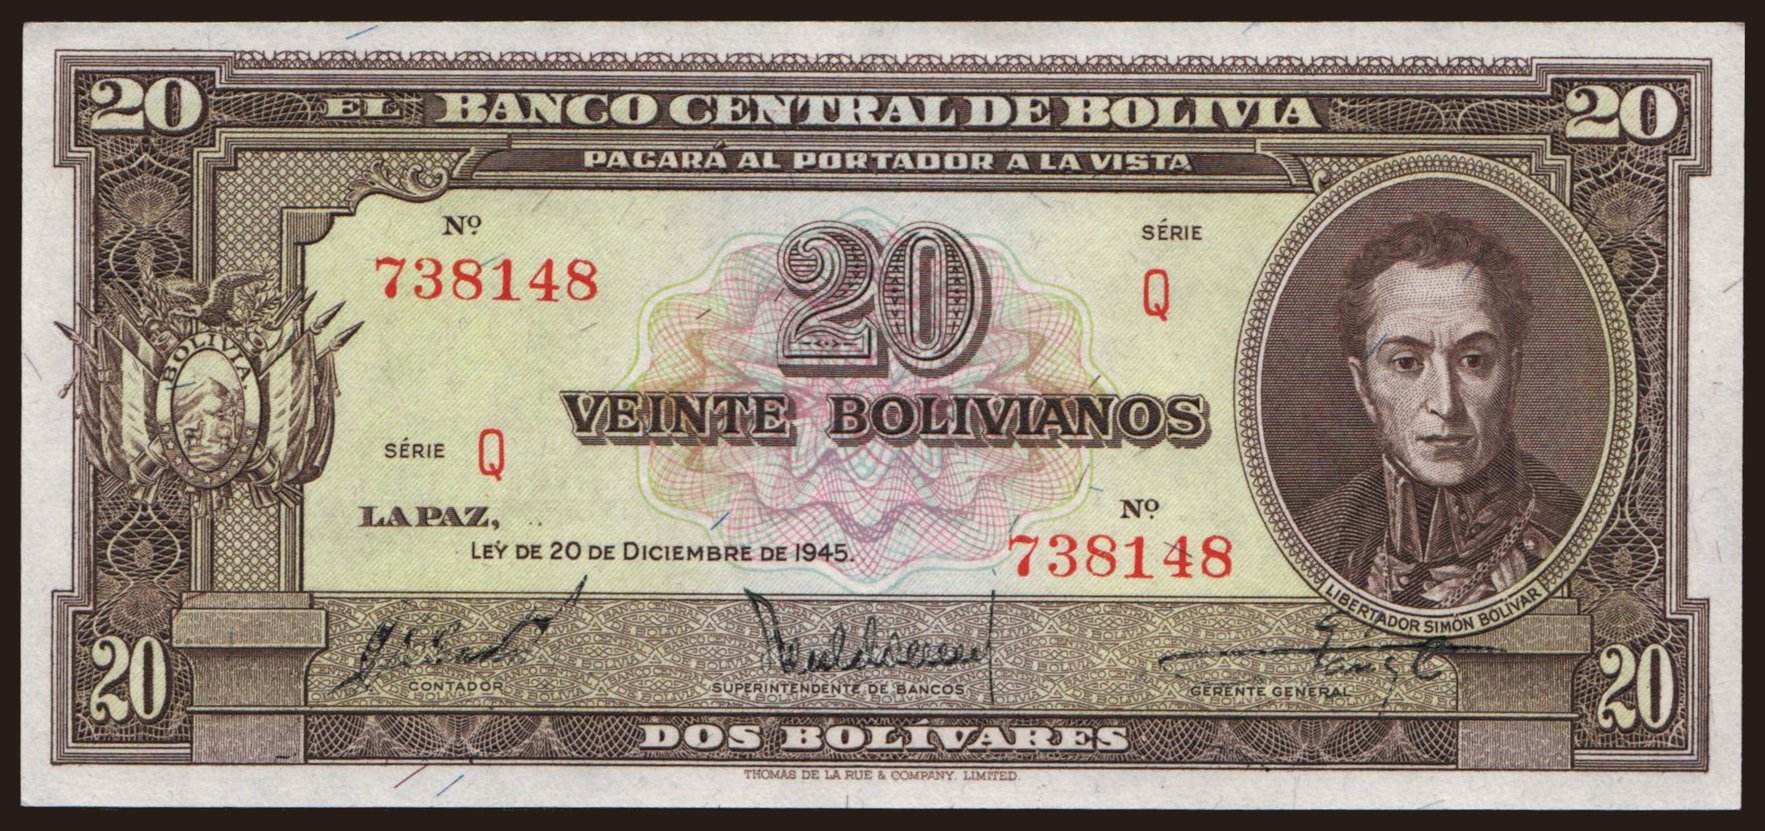 20 EL BANCO CENTRAL DE BOLIVIA 20
PAGARÁ AL PORTADOR A LA VISTA
Nº
738148
20
SÉRIE
Q
BOLIVIA
VEINTE BOLIVIANOS
SÉRIE Q
LA PAZ,
LEY DE 20 DE DICIEMBRE DE 1945.
Nº
738148
LIBERTADOR SIMÓN BOLÍVAR
CONTADOR
SUPERINTENDENTE DE BANCOS
GERENTE GENERAL
20 20
DOS BOLÍVARES
THOMAS DE LA RUE & COMPANY. LIMITED.